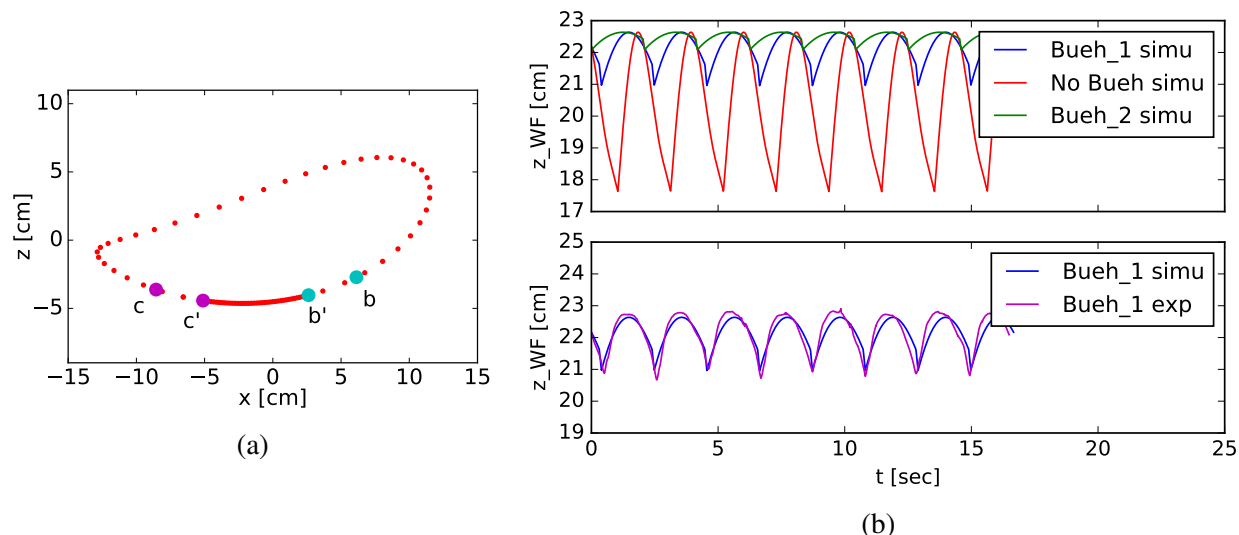 10
5
0
−5
z [cm]
c
c'
b'
b
−15
−10
−5
0
5
10
15
x [cm]
(a)
23
22
21
20
19
18
17
z_WF [cm]
Bueh_1 simu
No Bueh simu
Bueh_2 simu
25
24
23
22
21
20
19
z_WF [cm]
Bueh_1 simu
Bueh_1 exp
0
5
10
15
20
25
t [sec]
(b)